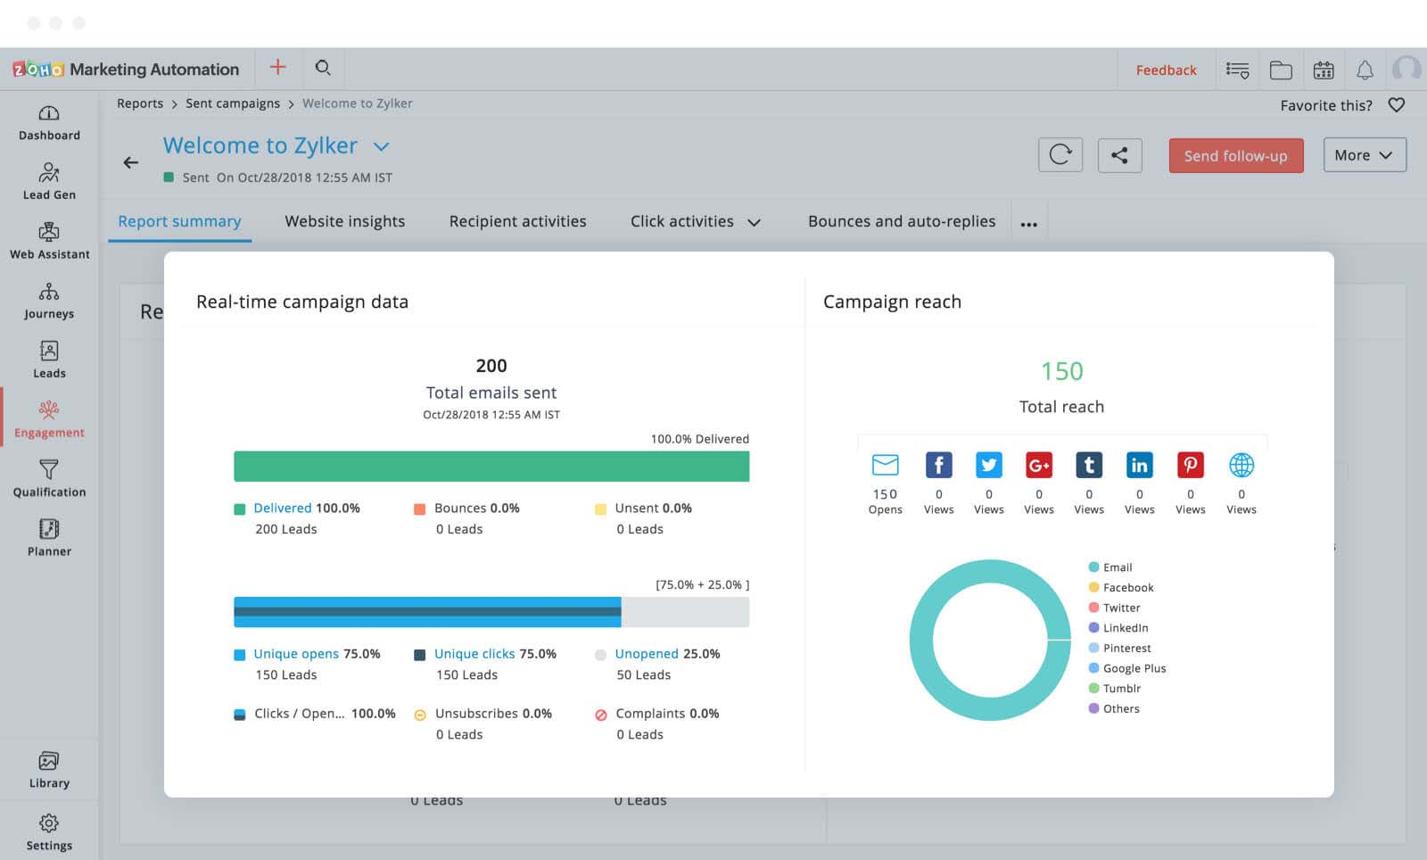 ZOHO Marketing Automation
Feedback
Reports > Sent campaigns > Welcome to Zylker
Favorite this?
Dashboard
Lead Gen
Web Assistant
Journeys
Leads
Engagement
Qualification
Planner
Library
Settings
Welcome to Zylker
Sent On Oct/28/2018 12:55 AM IST
Send follow-up
More
Report summary
Website insights
Recipient activities
Click activities
Bounces and auto-replies
...
Re
Real-time campaign data
200
Total emails sent
Oct/28/2018 12:55 AM IST
100.0% Delivered
Delivered 100.0%
200 Leads
Bounces 0.0%
0 Leads
Unsent 0.0%
0 Leads
[75.0% + 25.0% ]
Unique opens 75.0%
150 Leads
Unique clicks 75.0%
150 Leads
Unopened 25.0%
50 Leads
Clicks / Open... 100.0%
Unsubscribes 0.0%
0 Leads
Complaints 0.0%
0 Leads
Campaign reach
150
Total reach
150
Opens
0
Views
0
Views
0
Views
0
Views
0
Views
0
Views
0
Views
Email
Facebook
Twitter
LinkedIn
Pinterest
Google Plus
Tumblr
Others
0 Leads
0 Leads